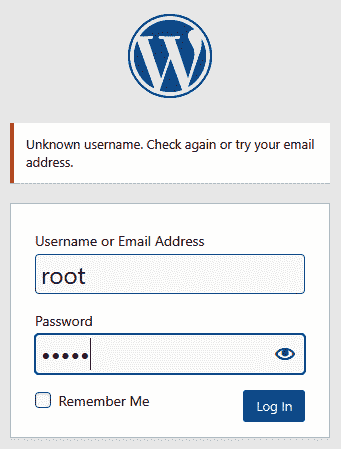 Unknown username. Check again or try your email
address.
Username or Email Address
root
Password
•••••
Remember Me
Log In